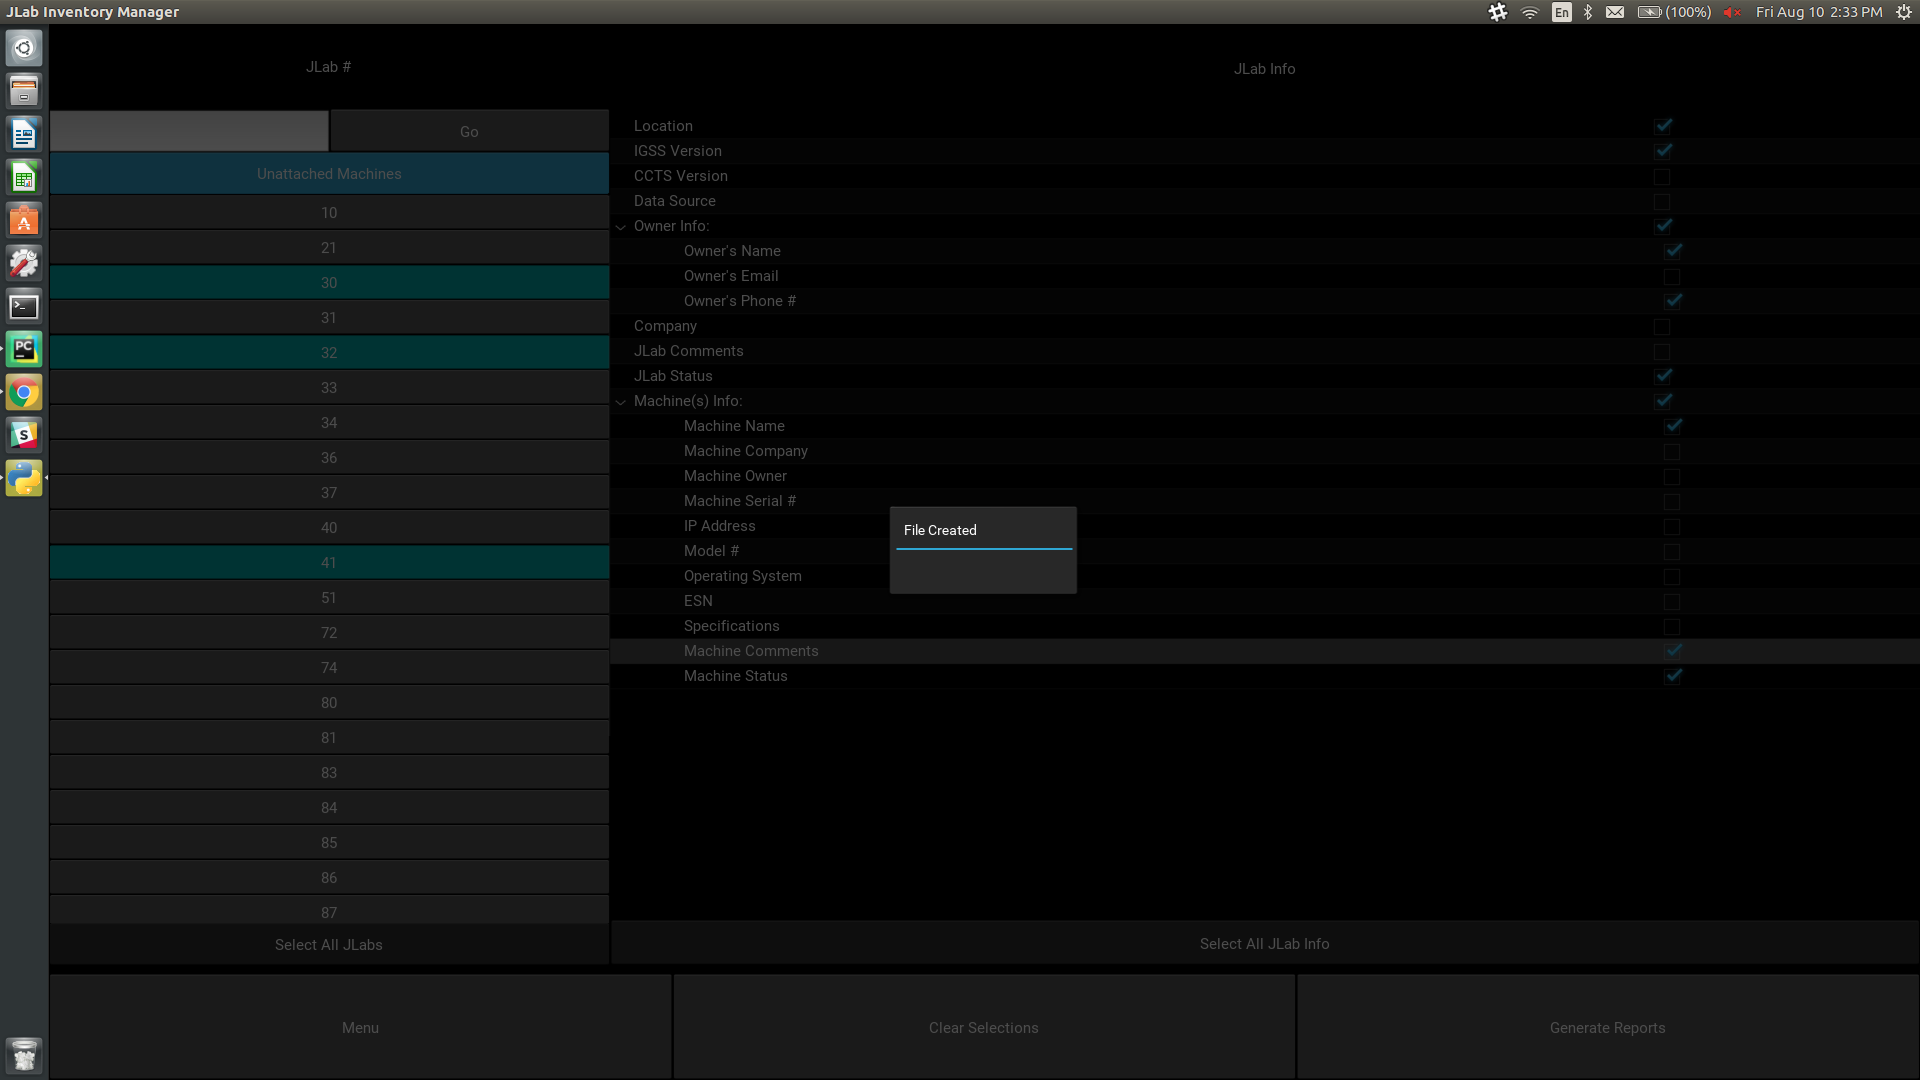 JLab Inventory Manager
En
(100%)
Fri Aug 10 2:33 PM
JLab #
JLab Info
Go
Unattached Machines
10
21
30
31
32
33
34
36
37
40
41
51
72
74
80
81
83
84
85
86
87
Select All JLabs
Location
IGSS Version
CCTS Version
Data Source
Owner Info:
Owner's Name
Owner's Email
Owner's Phone #
Company
JLab Comments
JLab Status
Machine(s) Info:
Machine Name
Machine Company
Machine Owner
Machine Serial #
IP Address
Model #
Operating System
ESN
Specifications
Machine Comments
Machine Status
File Created
Select All JLab Info
Menu
Clear Selections
Generate Reports
PC
S